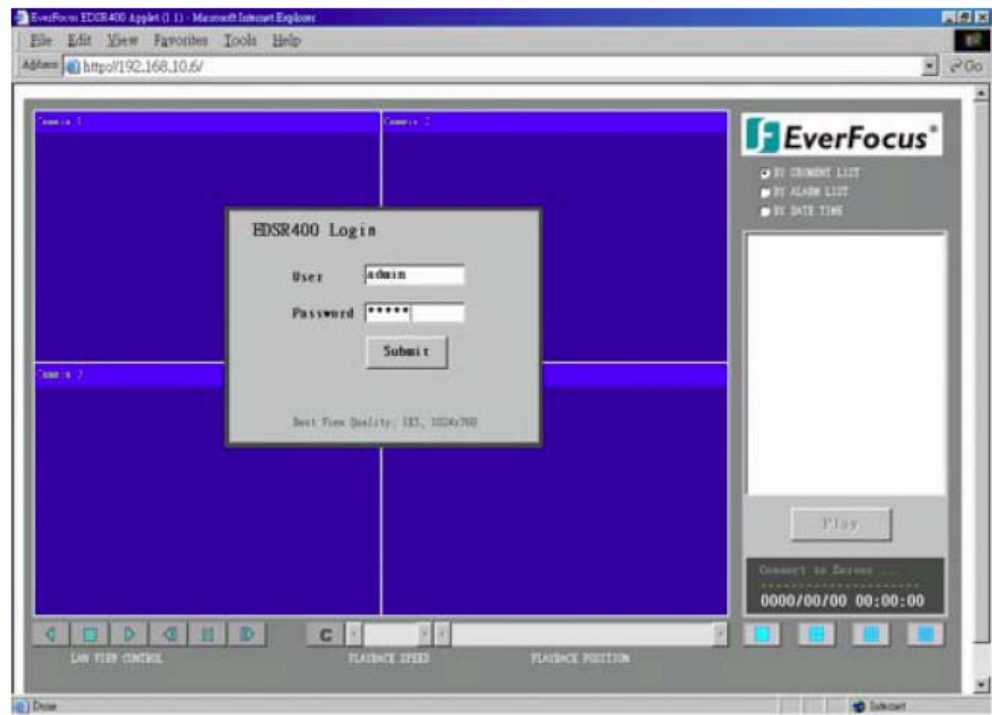 EverFocus EDSR400 Applet (1.1) - Microsoft Internet Explorer
File Edit View Favorites Tools Help
Address http://192.168.10.6/ Go
Camera 1
Camera 2
EverFocus
BY SEGMENT LIST
BY ALARM LIST
BY DATE TIME
EDSR400 Login
User admin
Password *****
Submit
Best View Quality: IE5, 1024x768
Camera 3
Play
Connect to Server ...
0000/00/00 00:00:00
C
LAN VIEW CONTROL
PLAYBACK SPEED
PLAYBACK POSITION
Done
Internet